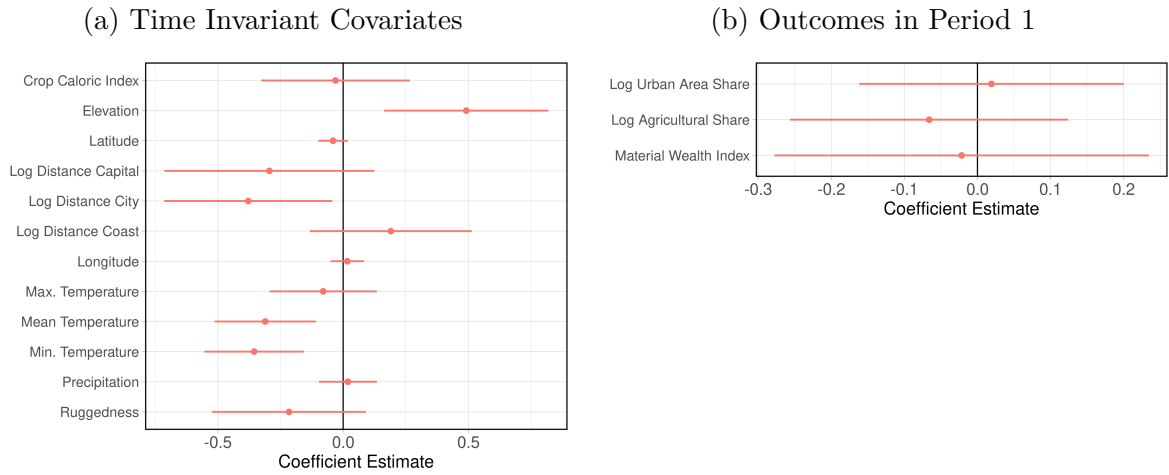 (a) Time Invariant Covariates
Crop Caloric Index
Elevation
Latitude
Log Distance Capital
Log Distance City
Log Distance Coast
Longitude
Max. Temperature
Mean Temperature
Min. Temperature
Precipitation
Ruggedness
-0.5 0.0 0.5
Coefficient Estimate
(b) Outcomes in Period 1
Log Urban Area Share
Log Agricultural Share
Material Wealth Index
-0.3 -0.2 -0.1 0.0 0.1 0.2
Coefficient Estimate